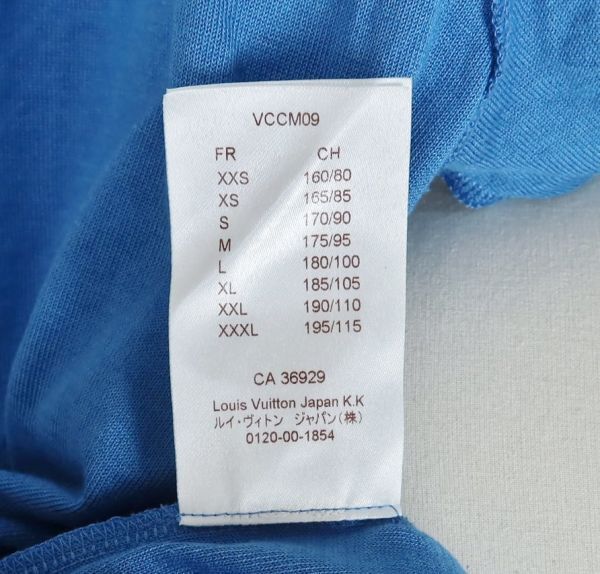 VCCM09
FR CH
XXS 160/80
XS 165/85
S 170/90
M 175/95
L 180/100
XL 185/105
XXL 190/110
XXXL 195/115
CA 36929
Louis Vuitton Japan K.K
ルイ・ヴィトン ジャパン(株)
0120-00-1854